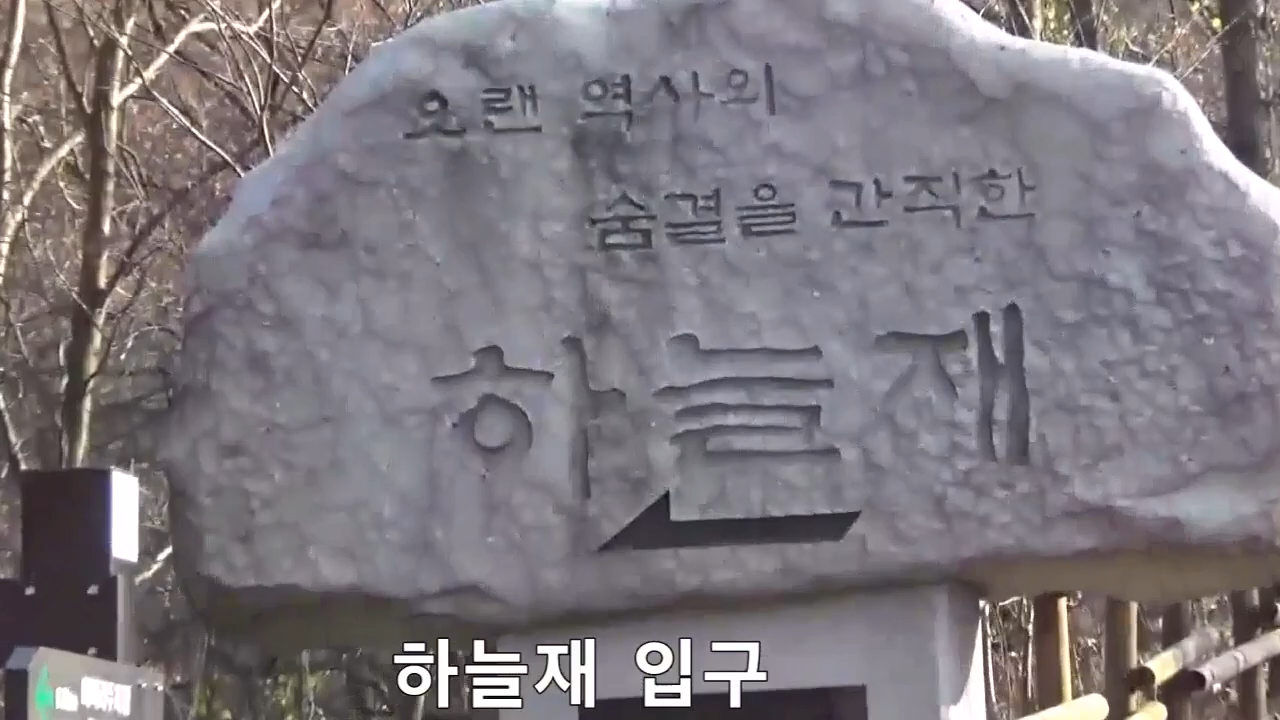 오랜 역사의
숨결을 간직한
하늘재
하늘재 입구